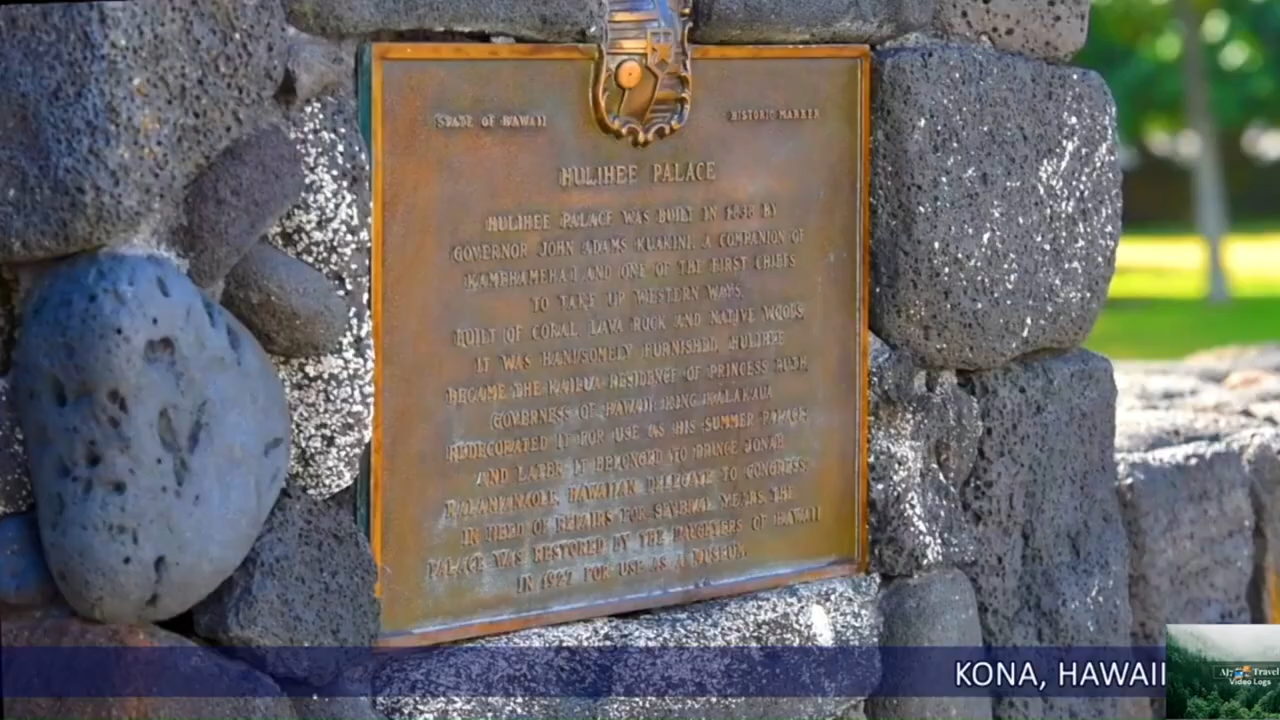 STATE OF HAWAII
HISTORIC MARKER
HULIHEE PALACE
HULIHEE PALACE WAS BUILT IN 1838 BY
GOVERNOR JOHN ADAMS KUAKINI, A COMPANION OF
KAMEHAMEHA I AND ONE OF THE FIRST CHIEFS
TO TAKE UP WESTERN WAYS.
BUILT OF CORAL, LAVA ROCK AND NATIVE WOODS
IT WAS HANDSOMELY FURNISHED. HULIHEE
BECAME THE KAILUA RESIDENCE OF PRINCESS RUTH
GOVERNESS OF HAWAII. KING KALAKAUA
REDECORATED IT FOR USE AS HIS SUMMER PALACE
AND LATER IT BELONGED TO PRINCE JONAH
KALANIANAOLE, HAWAIIAN DELEGATE TO CONGRESS.
IN NEED OF REPAIRS FOR SEVERAL YEARS THE
PALACE WAS RESTORED BY THE DAUGHTERS OF HAWAII
IN 1927 FOR USE AS A MUSEUM.
KONA, HAWAII
Travel
Video Logs